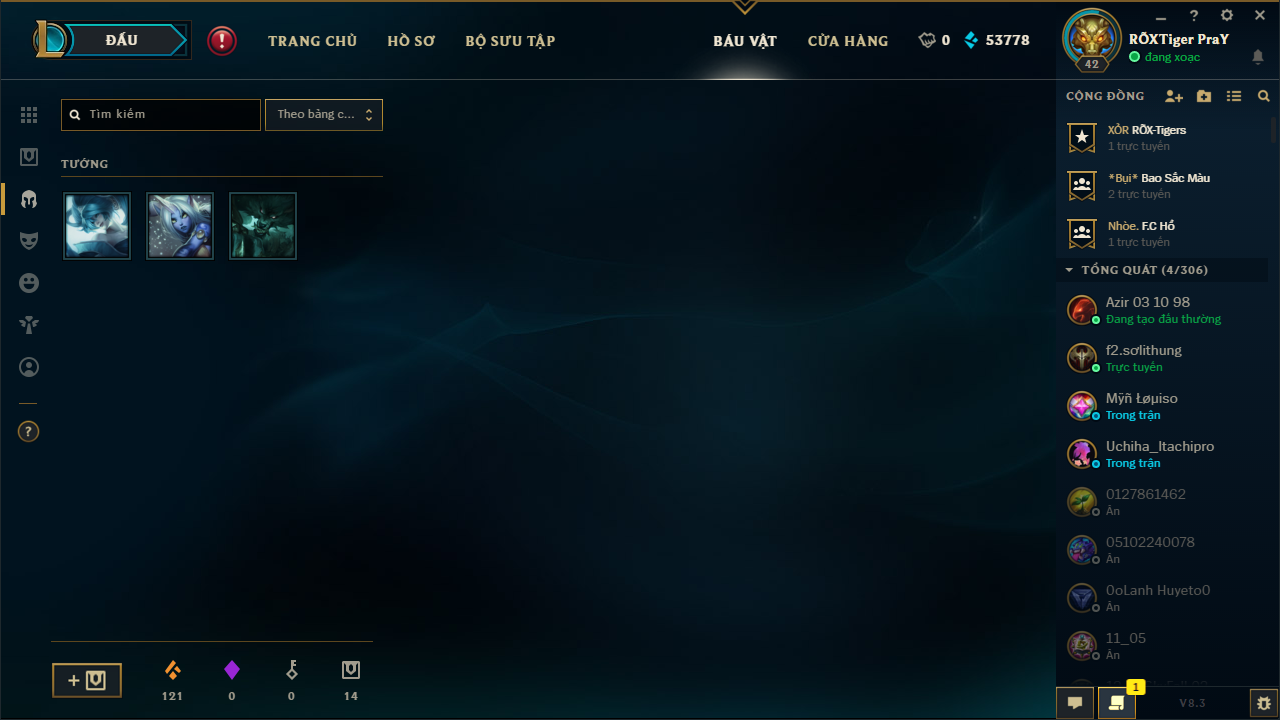 ĐẤU
!
TRANG CHỦ
HỒ SƠ
BỘ SƯU TẬP
BÁU VẬT
CỬA HÀNG
0
53778
?
42
RÕXTiger PraY
đang xoạc
Tìm kiếm
Theo bảng c...
TƯỚNG
?
121
0
0
14
CỘNG ĐỒNG
XỎR RÕX-Tigers
1 trực tuyến
*Bụi* Bao Sắc Màu
2 trực tuyến
Nhòe. F.C Hổ
1 trực tuyến
TỔNG QUÁT (4/306)
Azir 03 10 98
Đang tạo đấu thường
f2.sơlithung
Trực tuyến
Mÿñ Łøµiso
Trong trận
Uchiha_Itachipro
Trong trận
0127861462
Ẩn
05102240078
Ẩn
0oLanh Huyeto0
Ẩn
11_05
Ẩn
1
V8.3